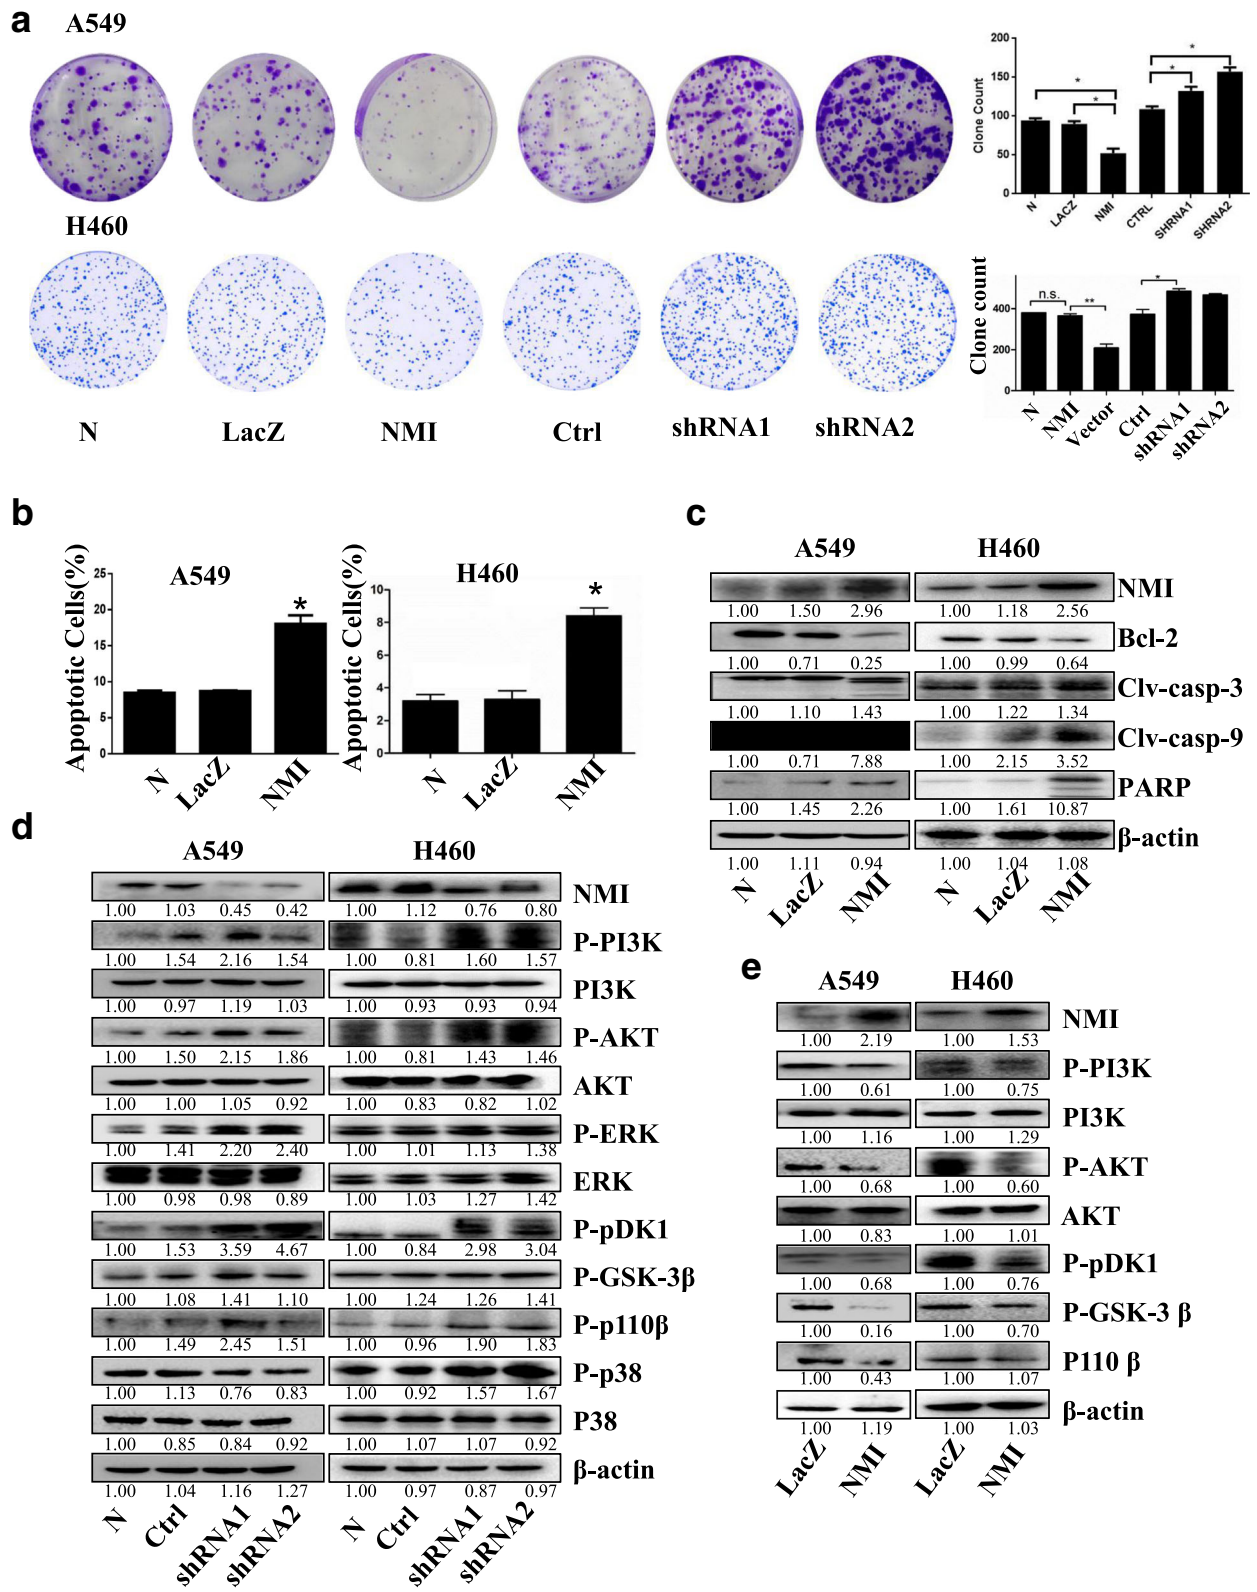 a
A549
H460
N LacZ NMI Ctrl shRNA1 shRNA2
Clone Count
200
150
100
50
0
* * * *
N LACZ NMI CTRL SHRNA1 SHRNA2
Clone count
400
200
0
n.s. ** *
N NMI Vector Ctrl shRNA1 shRNA2
b
Apoptotic Cells(%)
A549
25
20
15
10
5
0
*
N LacZ NMI
Apoptotic Cells(%)
H460
10
8
6
4
2
0
*
N LacZ NMI
c
A549 H460
NMI
1.00 1.50 2.96 1.00 1.18 2.56
Bcl-2
1.00 0.71 0.25 1.00 0.99 0.64
Clv-casp-3
1.00 1.10 1.43 1.00 1.22 1.34
Clv-casp-9
1.00 0.71 7.88 1.00 2.15 3.52
PARP
1.00 1.45 2.26 1.00 1.61 10.87
β-actin
1.00 1.11 0.94 1.00 1.04 1.08
N LacZ NMI N LacZ NMI
d
A549 H460
NMI
1.00 1.03 0.45 0.42 1.00 1.12 0.76 0.80
P-PI3K
1.00 1.54 2.16 1.54 1.00 0.81 1.60 1.57
PI3K
1.00 0.97 1.19 1.03 1.00 0.93 0.93 0.94
P-AKT
1.00 1.50 2.15 1.86 1.00 0.81 1.43 1.46
AKT
1.00 1.00 1.05 0.92 1.00 0.83 0.82 1.02
P-ERK
1.00 1.41 2.20 2.40 1.00 1.01 1.13 1.38
ERK
1.00 0.98 0.98 0.89 1.00 1.03 1.27 1.42
P-pDK1
1.00 1.53 3.59 4.67 1.00 0.84 2.98 3.04
P-GSK-3β
1.00 1.08 1.41 1.10 1.00 1.24 1.26 1.41
P-p110β
1.00 1.49 2.45 1.51 1.00 0.96 1.90 1.83
P-p38
1.00 1.13 0.76 0.83 1.00 0.92 1.57 1.67
P38
1.00 0.85 0.84 0.92 1.00 1.07 1.07 0.92
β-actin
1.00 1.04 1.16 1.27 1.00 0.97 0.87 0.97
N Ctrl shRNA1 shRNA2 N Ctrl shRNA1 shRNA2
e
A549 H460
NMI
1.00 2.19 1.00 1.53
P-PI3K
1.00 0.61 1.00 0.75
PI3K
1.00 1.16 1.00 1.29
P-AKT
1.00 0.68 1.00 0.60
AKT
1.00 0.83 1.00 1.01
P-pDK1
1.00 0.68 1.00 0.76
P-GSK-3 β
1.00 0.16 1.00 0.70
P110 β
1.00 0.43 1.00 1.07
β-actin
1.00 1.19 1.00 1.03
LacZ NMI LacZ NMI